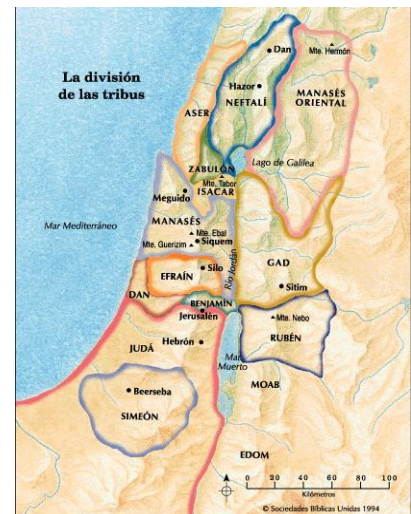 La división
de las tribus
Dan
Mte. Hermón
Hazor
NEFTALÍ
MANASÉS
ORIENTAL
ASER
ZABULÓN
Lago de Galilea
Mte. Tabor
ISACAR
Meguido
MANASÉS
Mar Mediterráneo
Mte. Ebal
Siquem
Mte. Guerizim
Río Jordán
GAD
EFRAÍN
Silo
Sitim
DAN
BENJAMÍN
Jerusalén
Mte. Nebo
RUBÉN
JUDÁ
Hebrón
Mar
Muerto
MOAB
Beerseba
SIMEÓN
EDOM
0 20 40 60 80 100
Kilómetros
© Sociedades Bíblicas Unidas 1994